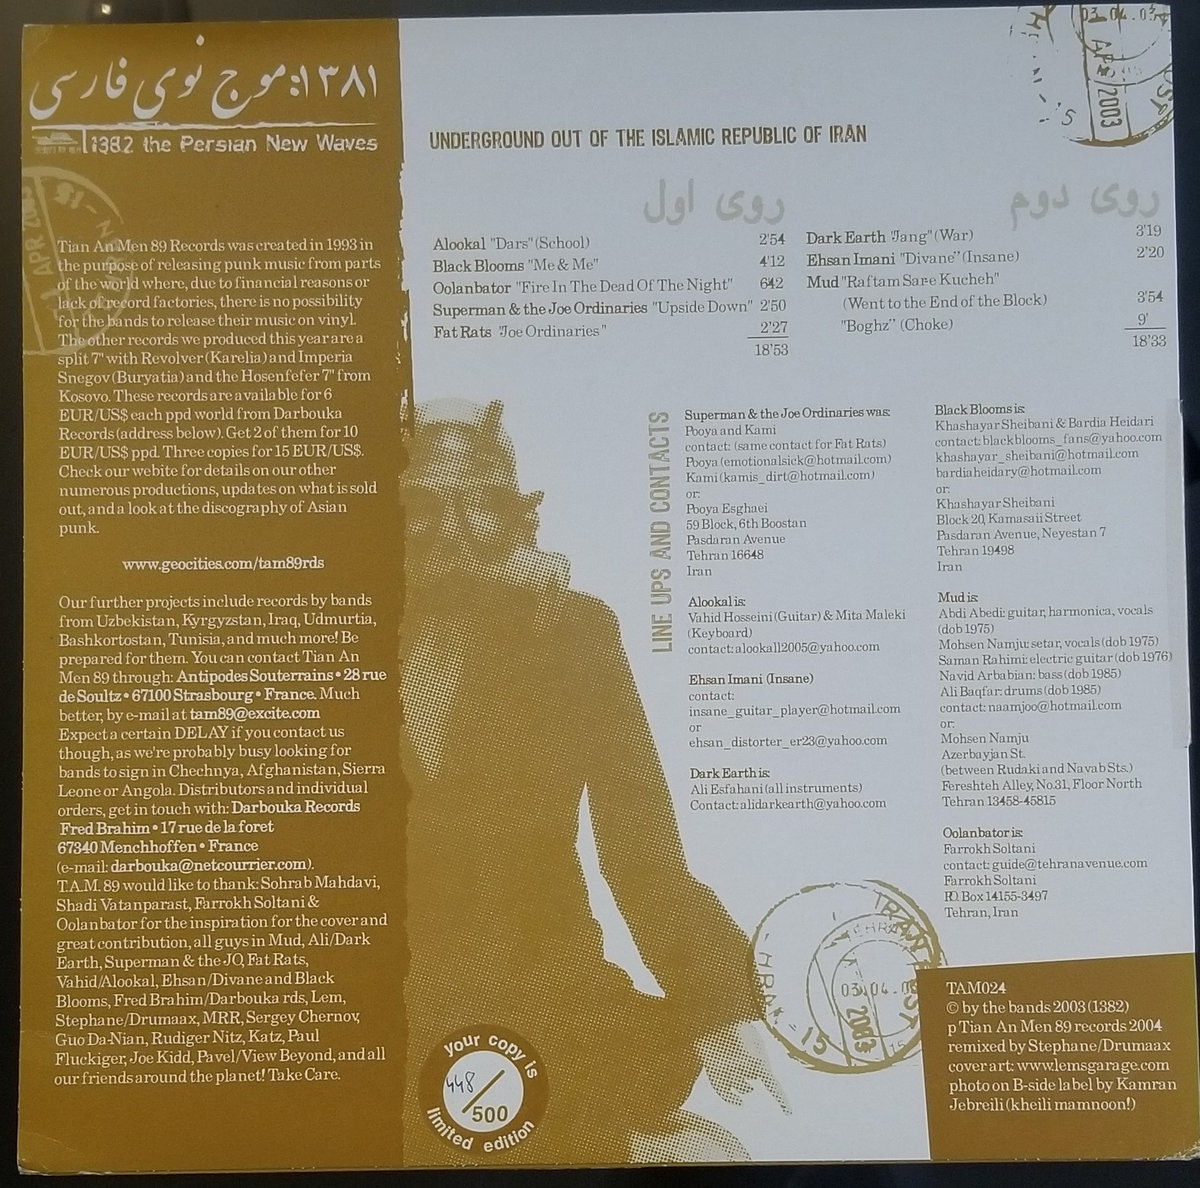 ۱۳۸۱: موج نوی فارسی
1382 the Persian New Waves
Tian An Men 89 Records was created in 1993 in
the purpose of releasing punk music from parts
of the world where, due to financial reasons or
lack of record factories, there is no possibility
for the bands to release their music on vinyl.
The other records we produced this year are a
split 7" with Revolver (Karelia) and Imperia
Snegov (Buryatia) and the Hosenfefer 7" from
Kosovo. These records are available for 6
EUR/US$ each ppd world from Darbouka
Records (address below). Get 2 of them for 10
EUR/US$ ppd. Three copies for 15 EUR/US$.
Check our webite for details on our other
numerous productions, updates on what is sold
out, and a look at the discography of Asian
punk.
www.geocities.com/tam89rds
Our further projects include records by bands
from Uzbekistan, Kyrgyzstan, Iraq, Udmurtia,
Bashkortostan, Tunisia, and much more! Be
prepared for them. You can contact Tian An
Men 89 through: Antipodes Souterrains • 28 rue
de Soultz • 67100 Strasbourg • France. Much
better, by e-mail at tam89@excite.com
Expect a certain DELAY if you contact us
though, as we're probably busy looking for
bands to sign in Chechnya, Afghanistan, Sierra
Leone or Angola. Distributors and individual
orders, get in touch with: Darbouka Records
Fred Brahim • 17 rue de la foret
67340 Menchhoffen • France
(e-mail: darbouka@netcourrier.com).
T.A.M. 89 would like to thank: Sohrab Mahdavi,
Shadi Vatanparast, Farrokh Soltani &
Oolanbator for the inspiration for the cover and
great contribution, all guys in Mud, Ali/Dark
Earth, Superman & the JO, Fat Rats,
Vahid/Alookal, Ehsan/Divane and Black
Blooms, Fred Brahim/Darbouka rds, Lem,
Stephane/Drumaax, MRR, Sergey Chernov,
Guo Da-Nian, Rudiger Nitz, Katz, Paul
Fluckiger, Joe Kidd, Pavel/View Beyond, and all
our friends around the planet! Take Care.
UNDERGROUND OUT OF THE ISLAMIC REPUBLIC OF IRAN
روی اول
Alookal "Dars" (School) 2'54
Black Blooms "Me & Me" 4'12
Oolanbator "Fire In The Dead Of The Night" 6'42
Superman & the Joe Ordinaries "Upside Down" 2'50
Fat Rats "Joe Ordinaries" 2'27
18'53
روی دوم
Dark Earth "Jang" (War) 3'19
Ehsan Imani "Divane" (Insane) 2'20
Mud "Raftam Sare Kucheh"
(Went to the End of the Block) 3'54
"Boghz" (Choke) 9'
18'33
LINE UPS AND CONTACTS
Superman & the Joe Ordinaries was:
Pooya and Kami
contact: (same contact for Fat Rats)
Pooya (emotionalsick@hotmail.com)
Kami (kamis_dirt@hotmail.com)
or:
Pooya Esghaei
59 Block, 6th Boostan
Pasdaran Avenue
Tehran 16648
Iran
Alookal is:
Vahid Hosseini (Guitar) & Mita Maleki
(Keyboard)
contact: alookall2005@yahoo.com
Ehsan Imani (Insane)
contact:
insane_guitar_player@hotmail.com
or
ehsan_distorter_er23@yahoo.com
Dark Earth is:
Ali Esfahani (all instruments)
Contact: alidarkearth@yahoo.com
Black Blooms is:
Khashayar Sheibani & Bardia Heidari
contact: blackblooms_fans@yahoo.com
khashayar_sheibani@hotmail.com
bardiaheidary@hotmail.com
or:
Khashayar Sheibani
Block 20, Kamasaii Street
Pasdaran Avenue, Neyestan 7
Tehran 19498
Iran
Mud is:
Abdi Abedi: guitar, harmonica, vocals
(dob 1975)
Mohsen Namju: setar, vocals (dob 1975)
Saman Rahimi: electric guitar (dob 1976)
Navid Arbabian: bass (dob 1985)
Ali Baqfar: drums (dob 1985)
contact: naamjoo@hotmail.com
or:
Mohsen Namju
Azerbayjan St.
(between Rudaki and Navab Sts.)
Fereshteh Alley, No.31, Floor North
Tehran 13458-45815
Oolanbator is:
Farrokh Soltani
contact: guide@tehranavenue.com
Farrokh Soltani
P.O. Box 14155-3497
Tehran, Iran
TAM024
© by the bands 2003 (1382)
p Tian An Men 89 records 2004
remixed by Stephane/Drumaax
cover art: www.lemsgarage.com
photo on B-side label by Kamran
Jebreili (kheili mamnoon!)
your copy is
448/500
limited edition
APR 2003
2003
15